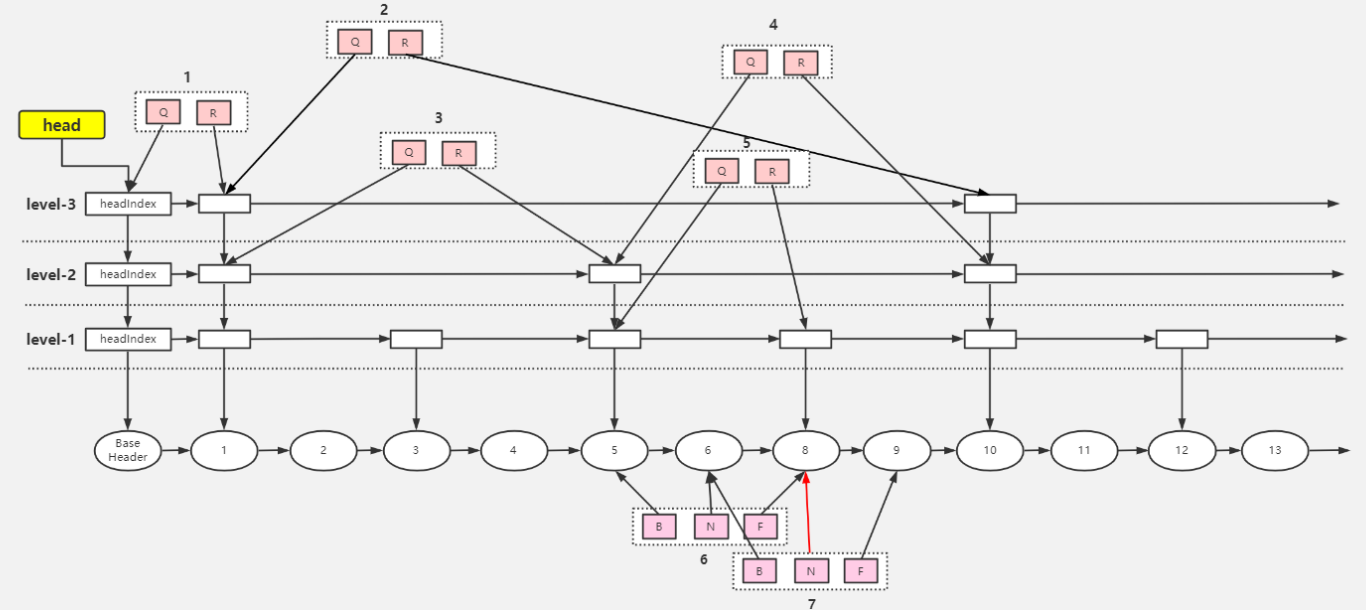 2
4
Q R
Q R
1
Q R
head
3
Q R
5
Q R
level-3 headIndex
level-2 headIndex
level-1 headIndex
Base
Header
1 2 3 4 5 6 8 9 10 11 12 13
B N F
6
B N F
7